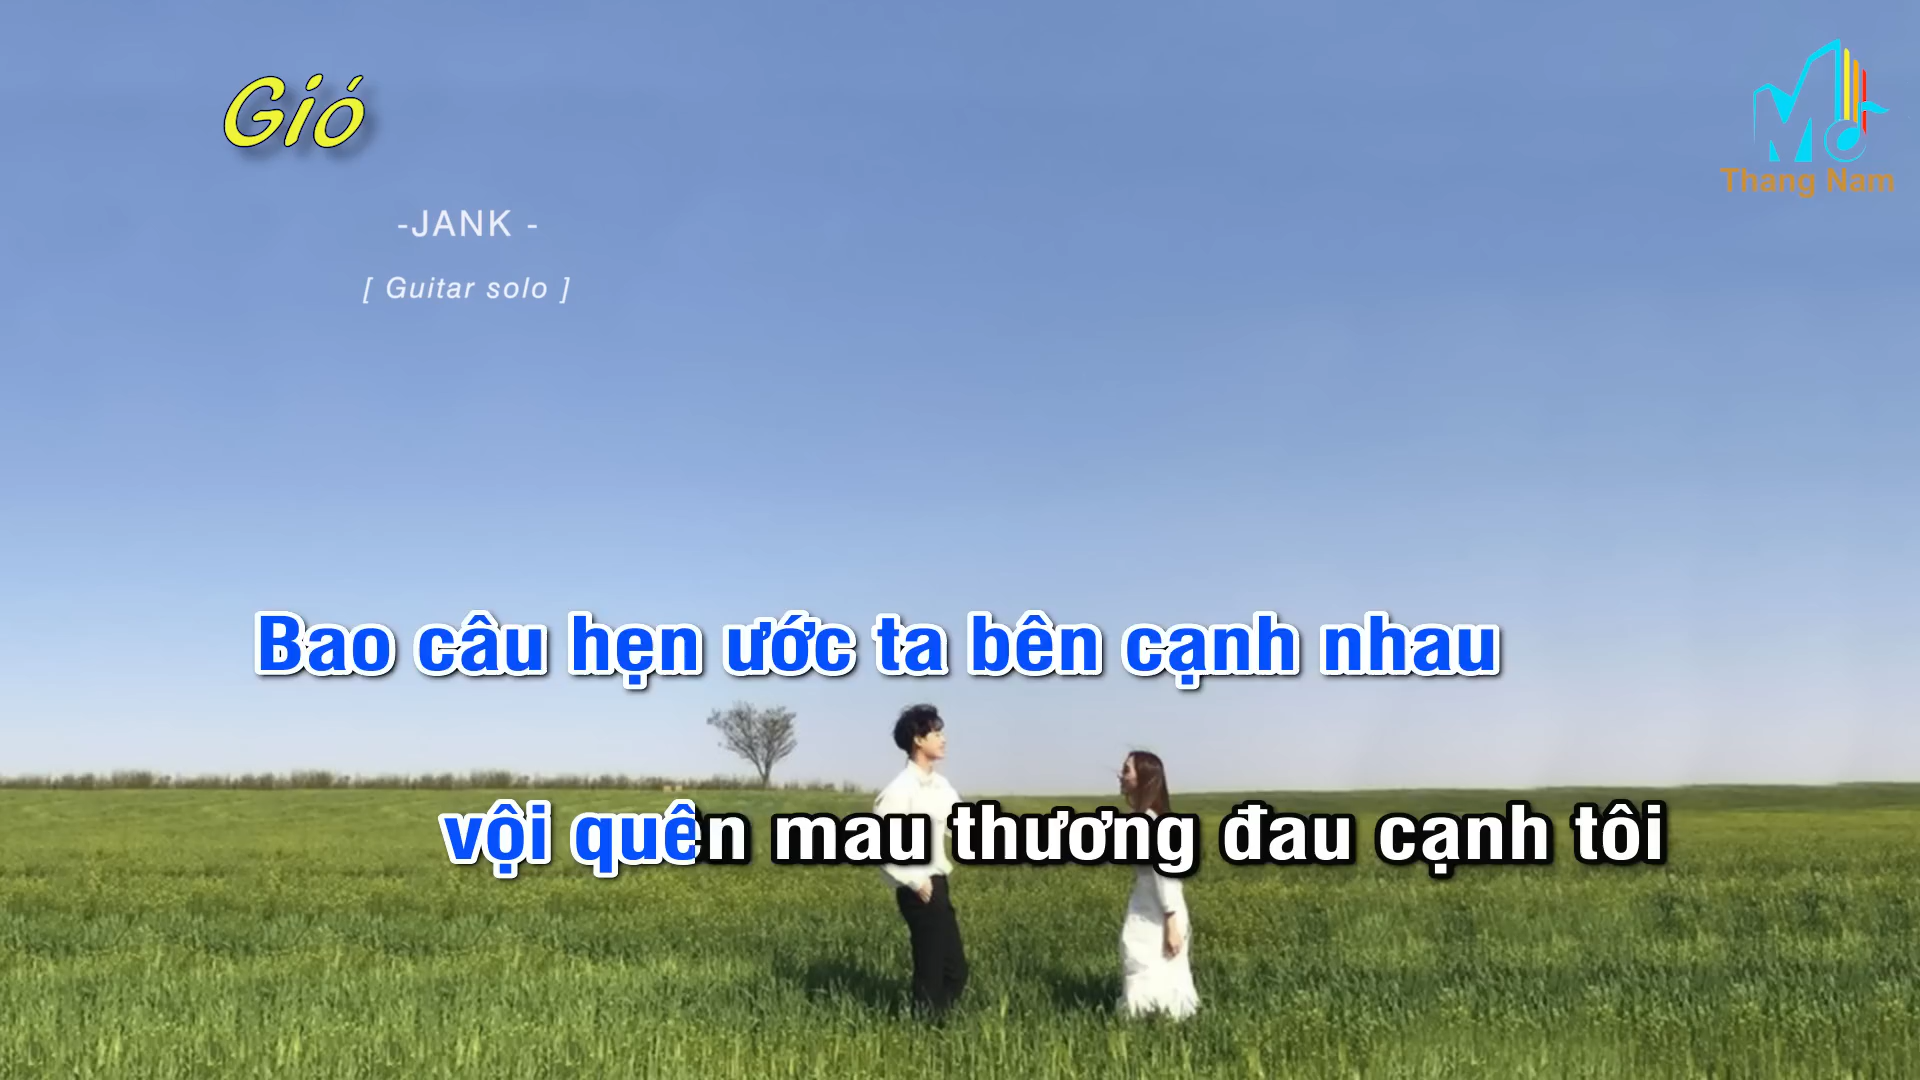 Gió
-JANK -
[ Guitar solo ]
Thang Nam
Bao câu hẹn ước ta bên cạnh nhau
vội quên mau thương đau cạnh tôi